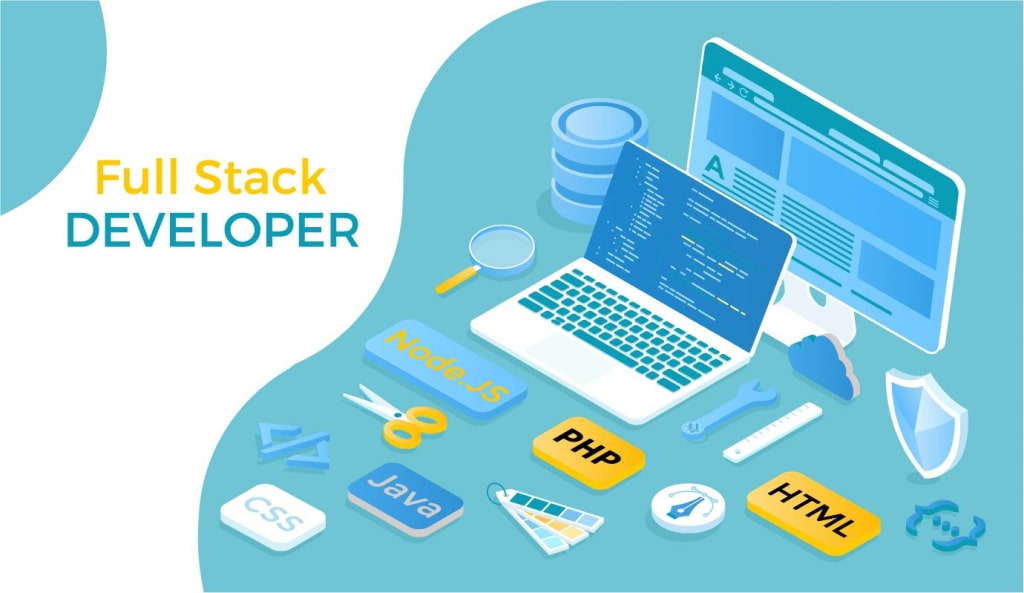 Full Stack
DEVELOPER
A
Node.JS
PHP
Java
CSS
HTML